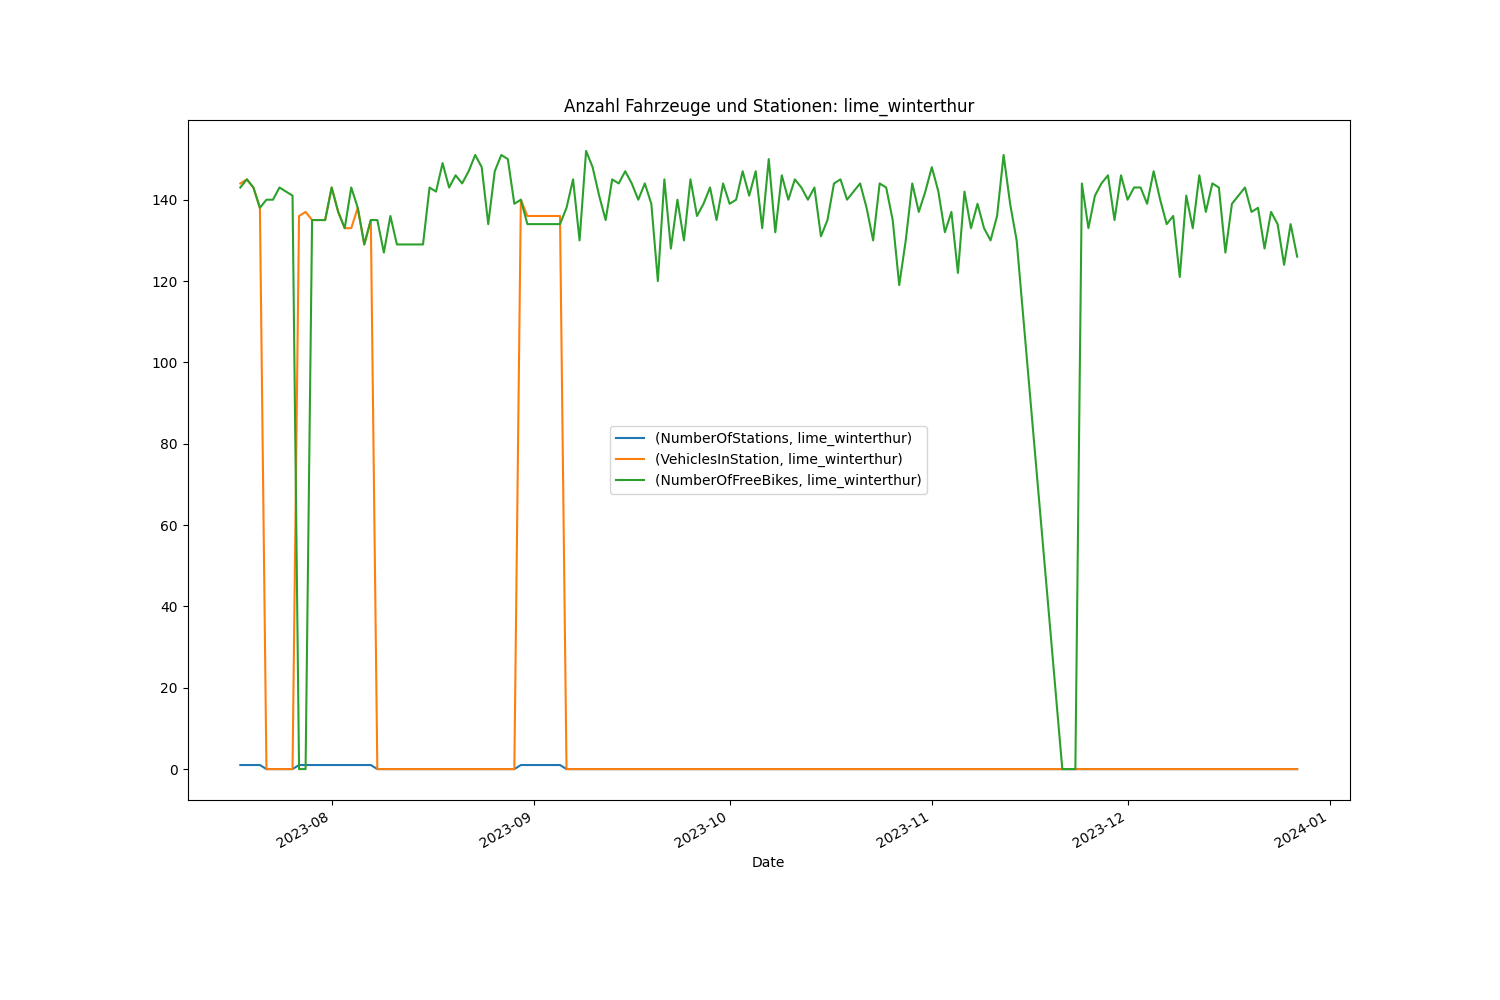 Anzahl Fahrzeuge und Stationen: lime_winterthur
140
120
100
80
60
40
20
0
(NumberOfStations, lime_winterthur)
(VehiclesInStation, lime_winterthur)
(NumberOfFreeBikes, lime_winterthur)
2023-08
2023-09
2023-10
2023-11
2023-12
2024-01
Date